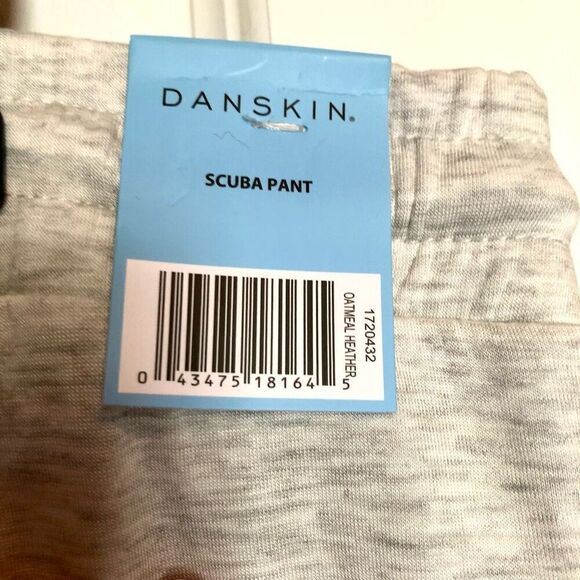 DANSKIN®
SCUBA PANT
1720432
OATMEAL HEATHER
0 43475 18164 5